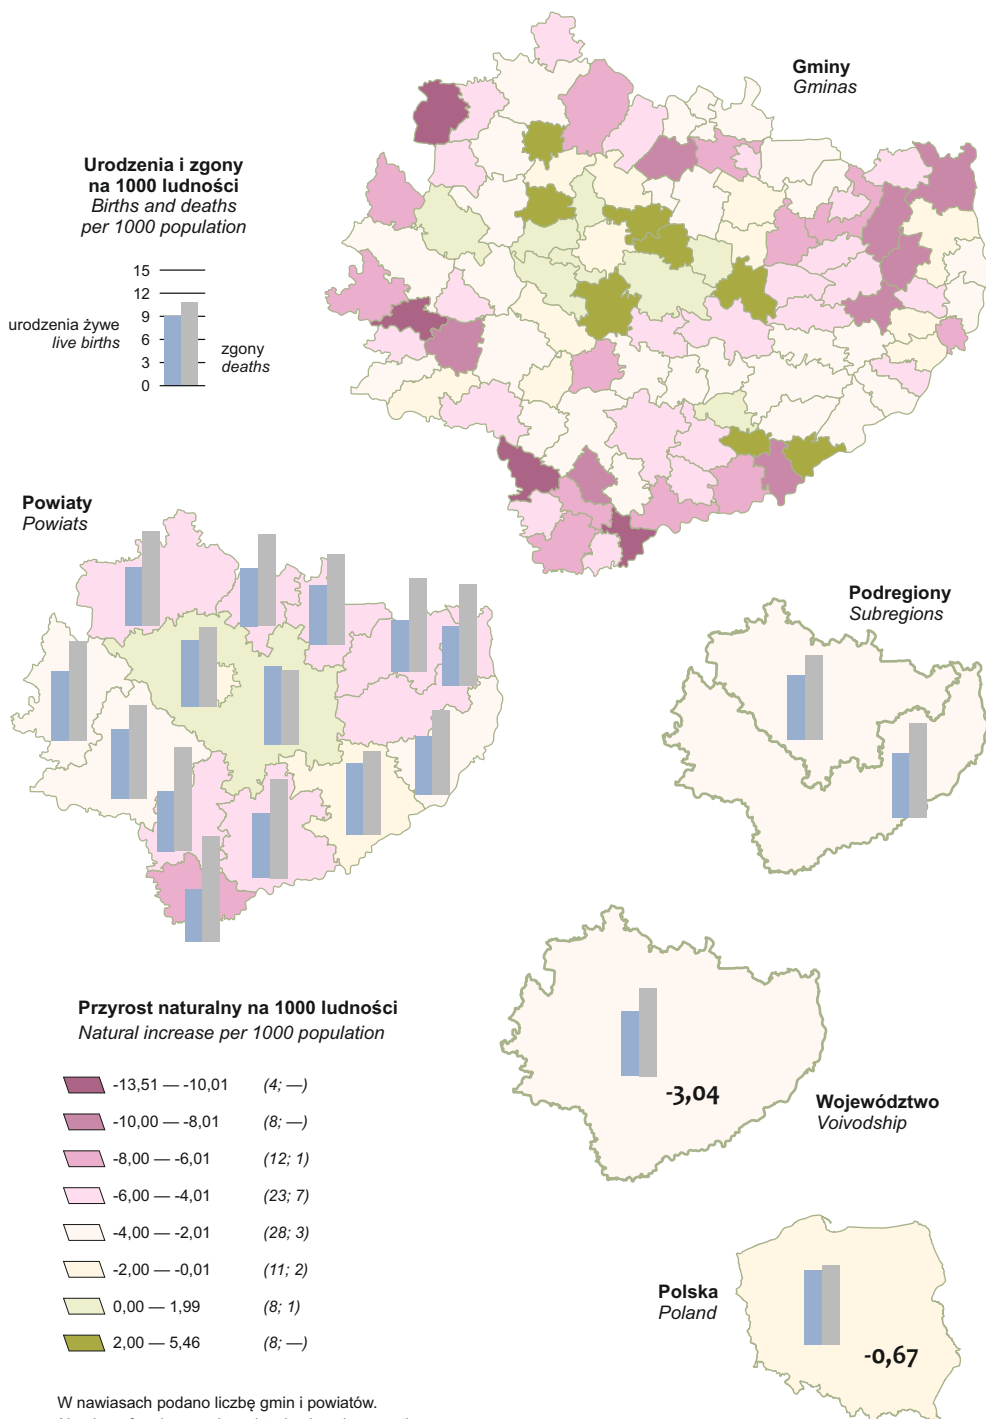 Gminy
Gminas
Urodzenia i zgony
na 1000 ludności
Births and deaths
per 1000 population
15
12
9
6
3
0
urodzenia żywe
live births
zgony
deaths
Powiaty
Powiats
Podregiony
Subregions
Przyrost naturalny na 1000 ludności
Natural increase per 1000 population
-13,51 — -10,01 (4; —)
-10,00 — -8,01 (8; —)
-8,00 — -6,01 (12; 1)
-6,00 — -4,01 (23; 7)
-4,00 — -2,01 (28; 3)
-2,00 — -0,01 (11; 2)
0,00 — 1,99 (8; 1)
2,00 — 5,46 (8; —)
-3,04
Województwo
Voivodship
Polska
Poland
-0,67
W nawiasach podano liczbę gmin i powiatów.